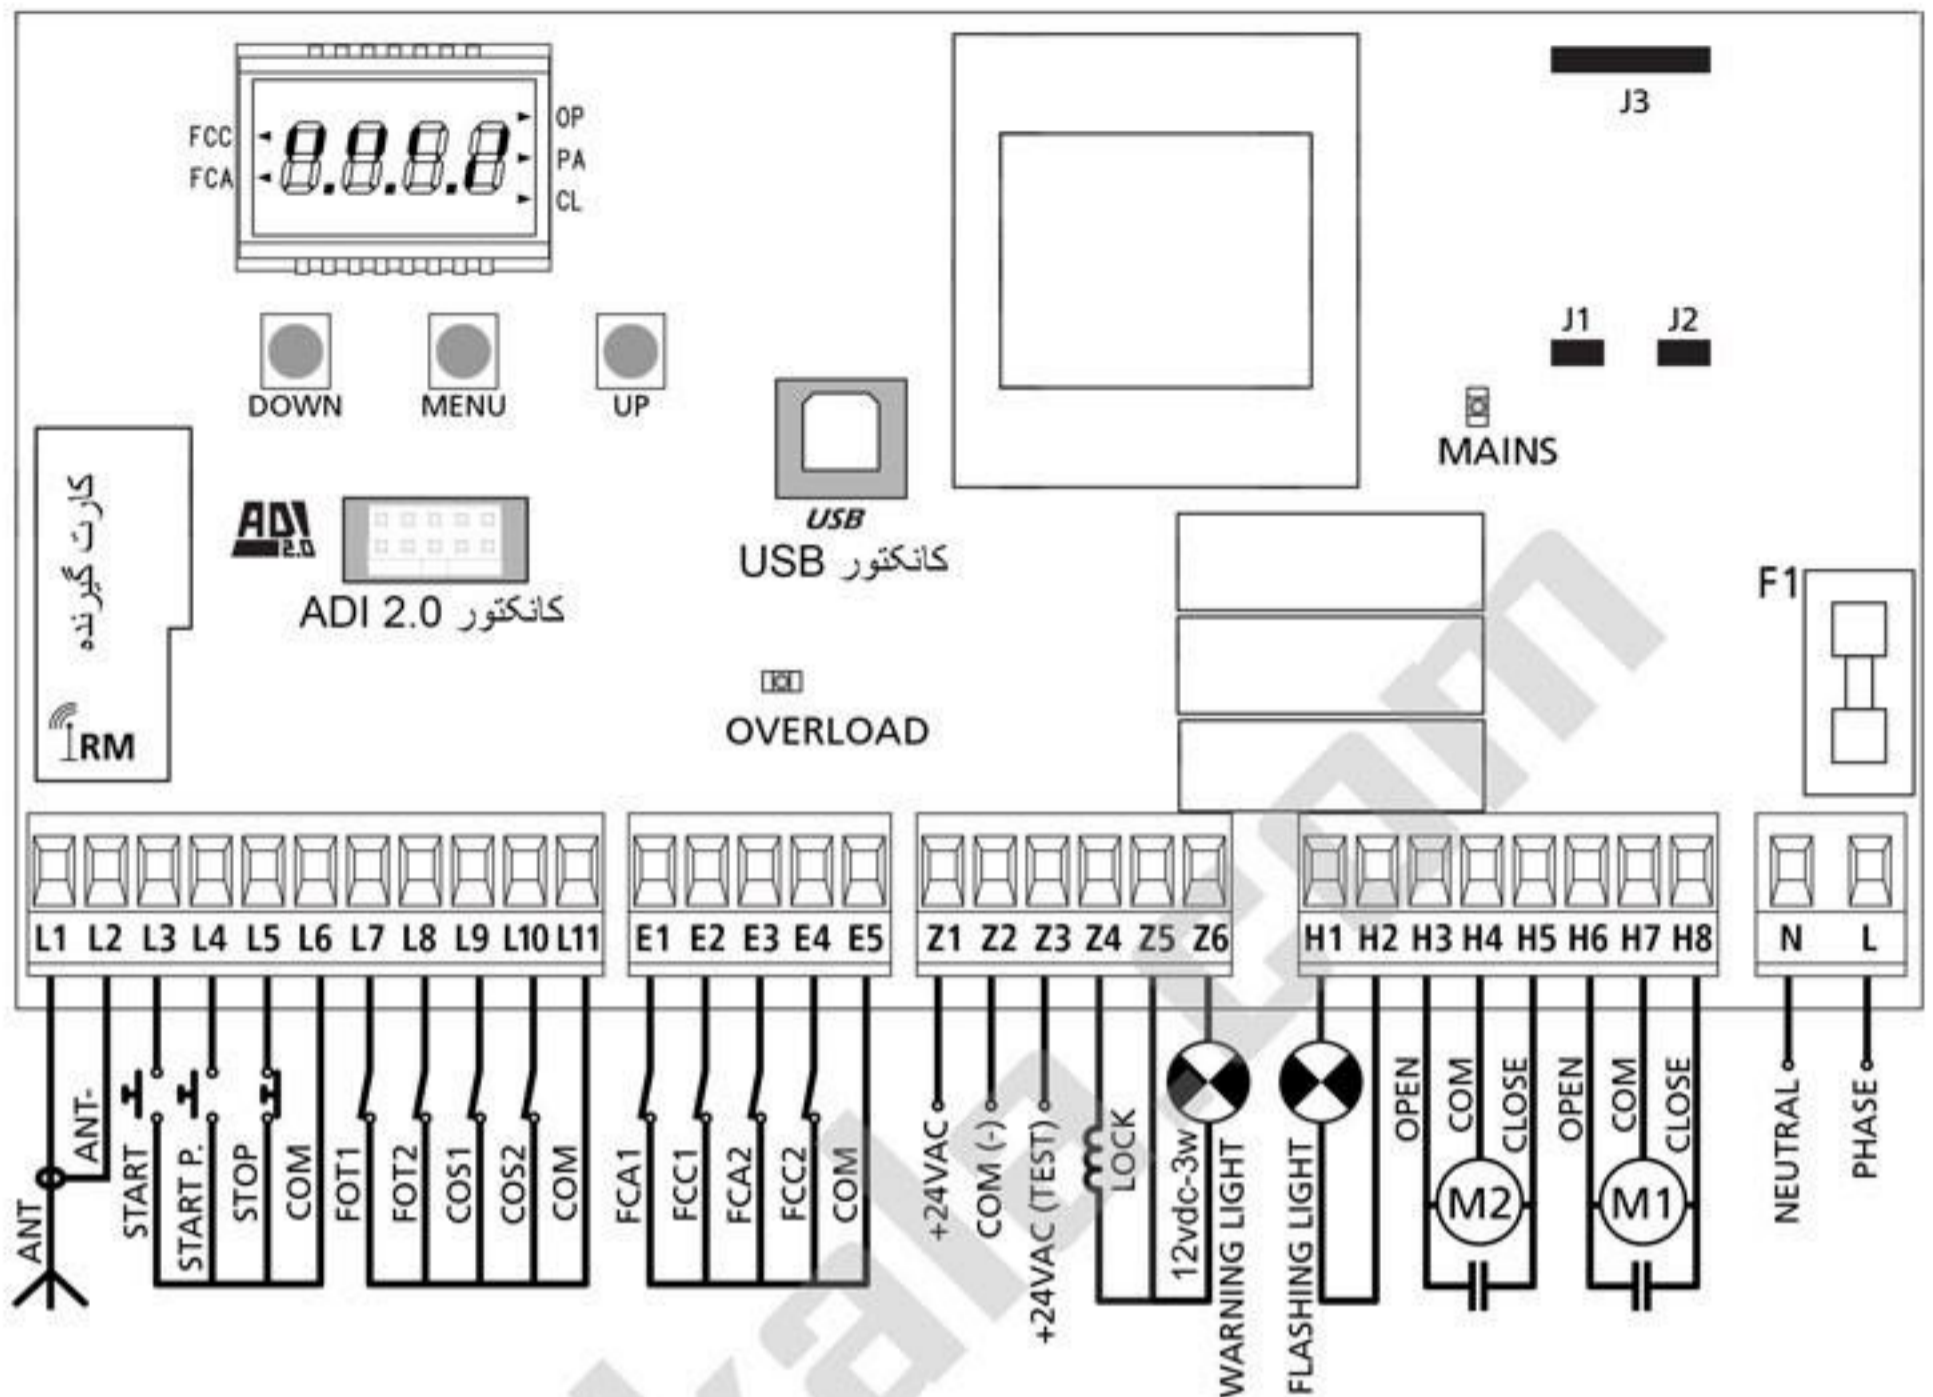 FCC
FCA
OP
PA
CL
J3
DOWN
MENU
UP
J1
J2
MAINS
کارت گیرنده
ADI 2.0
USB
کانکتور USB
کانکتور ADI 2.0
F1
RM
OVERLOAD
L1 L2 L3 L4 L5 L6 L7 L8 L9 L10 L11
E1 E2 E3 E4 E5
Z1 Z2 Z3 Z4 Z5 Z6
H1 H2 H3 H4 H5 H6 H7 H8
N L
ANT
ANT-
START
START P.
STOP
COM
FOT1
FOT2
COS1
COS2
COM
FCA1
FCC1
FCA2
FCC2
COM
+24VAC
COM (-)
+24VAC (TEST)
LOCK
12vdc-3w
WARNING LIGHT
FLASHING LIGHT
OPEN
COM
CLOSE
M2
OPEN
COM
CLOSE
M1
NEUTRAL
PHASE